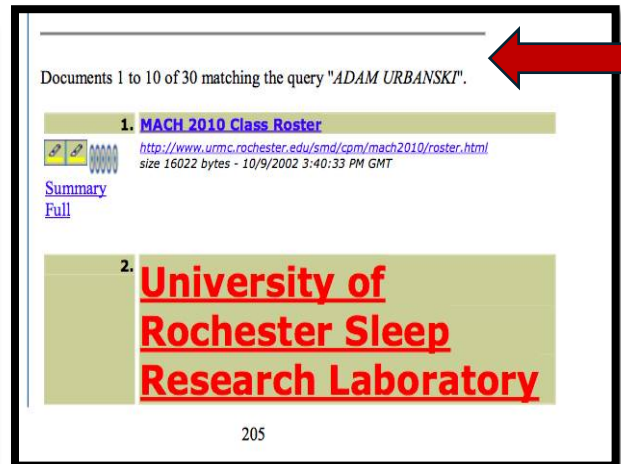 Documents 1 to 10 of 30 matching the query "ADAM URBANSKI".
1. MACH 2010 Class Roster
http://www.urmc.rochester.edu/smd/cpm/mach2010/roster.html
size 16022 bytes - 10/9/2002 3:40:33 PM GMT
Summary
Full
2. University of
Rochester Sleep
Research Laboratory
205